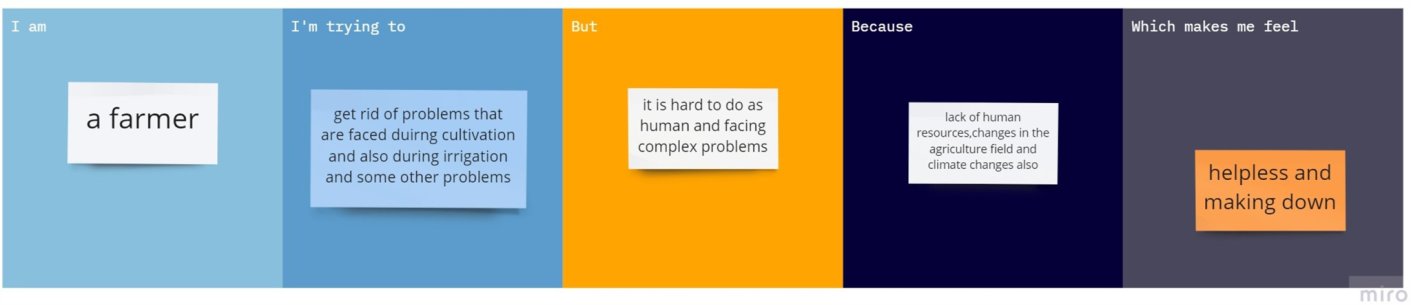 I am
a farmer
I'm trying to
get rid of problems that
are faced duirng cultivation
and also during irrigation
and some other problems
But
it is hard to do as
human and facing
complex problems
Because
lack of human
resources,changes in the
agriculture field and
climate changes also
Which makes me feel
helpless and
making down
miro